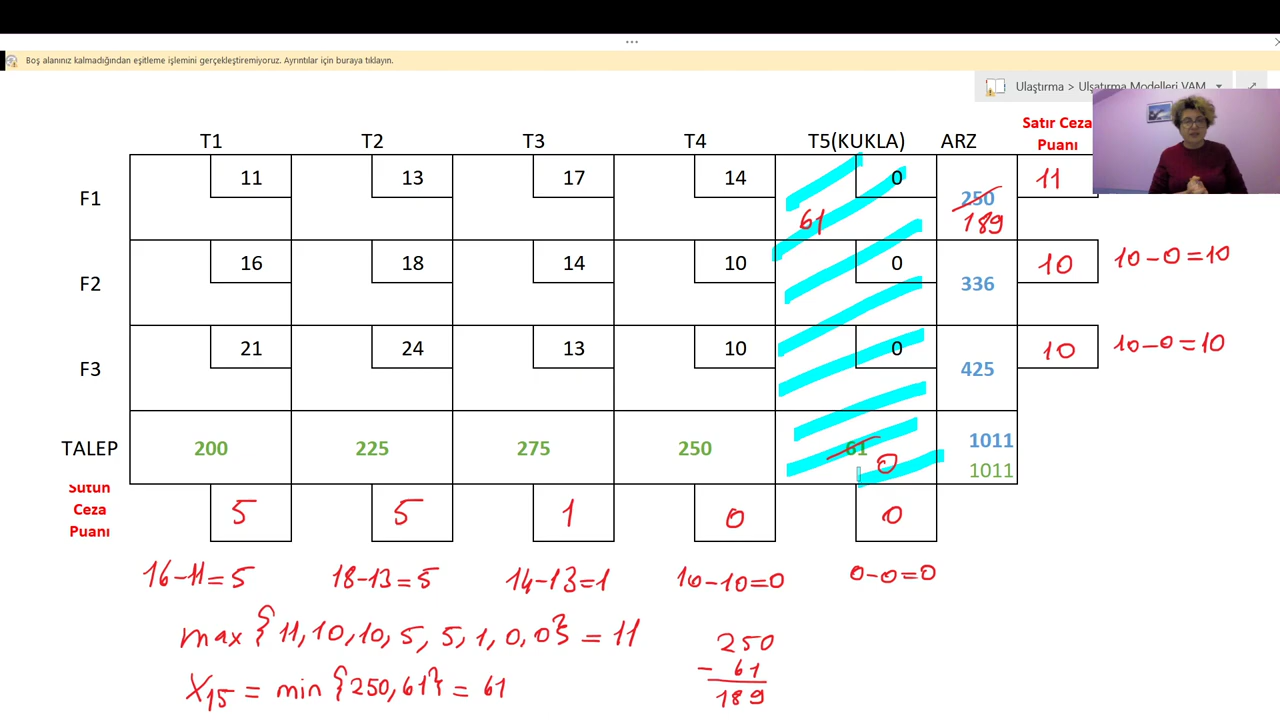 Boş alanınız kalmadığından eşitleme işlemini gerçekleştiremiyoruz. Ayrıntılar için buraya tıklayın.
Ulaştırma > Ulşatırma Modelleri VAM
T1 T2 T3 T4 T5(KUKLA) ARZ Satır Ceza Puanı
F1 11 13 17 14 0 61 250 189 11
F2 16 18 14 10 0 336 10 10-0=10
F3 21 24 13 10 0 425 10 10-0=10
TALEP 200 225 275 250 61 0 1011 1011
Sütun Ceza Puanı 5 5 1 0 0
16-11=5 18-13=5 14-13=1 10-10=0 0-0=0
max {11,10,10,5,5,1,0,0} = 11
X15 = min {250,61} = 61
250
- 61
189